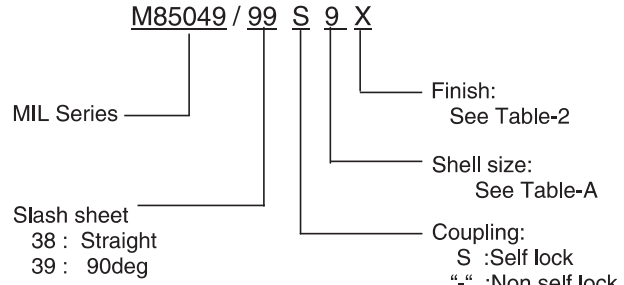 M85049 / 99 S 9 X
Finish:
See Table-2
MIL Series
Shell size:
See Table-A
Slash sheet
38 : Straight
39 : 90deg
Coupling:
S :Self lock
"-“ :Non self lock